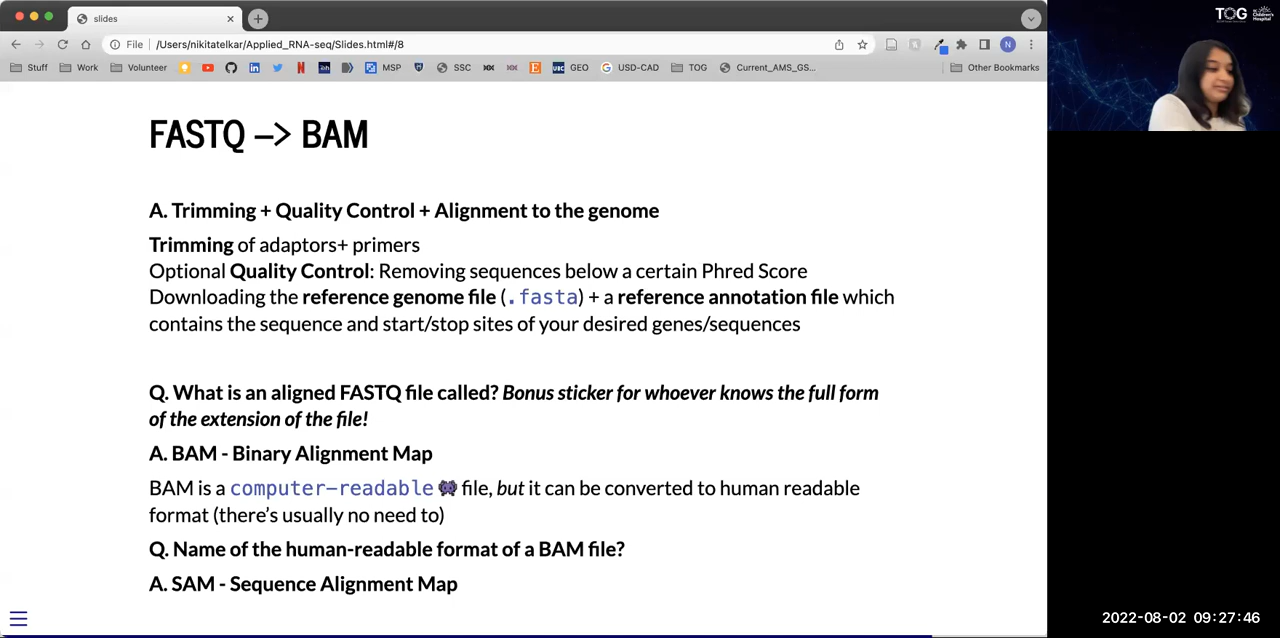 slides
File | /Users/nikitatelkar/Applied_RNA-seq/Slides.html#/8
N
Stuff Work Volunteer MSP SSC GEO USD-CAD TOG Current_AMS_GS... Other Bookmarks
TOG Children's Hospital
FASTQ –> BAM
A. Trimming + Quality Control + Alignment to the genome
Trimming of adaptors+ primers
Optional Quality Control: Removing sequences below a certain Phred Score
Downloading the reference genome file (.fasta) + a reference annotation file which
contains the sequence and start/stop sites of your desired genes/sequences
Q. What is an aligned FASTQ file called? Bonus sticker for whoever knows the full form
of the extension of the file!
A. BAM - Binary Alignment Map
BAM is a computer-readable 👾 file, but it can be converted to human readable
format (there's usually no need to)
Q. Name of the human-readable format of a BAM file?
A. SAM - Sequence Alignment Map
2022-08-02 09:27:46